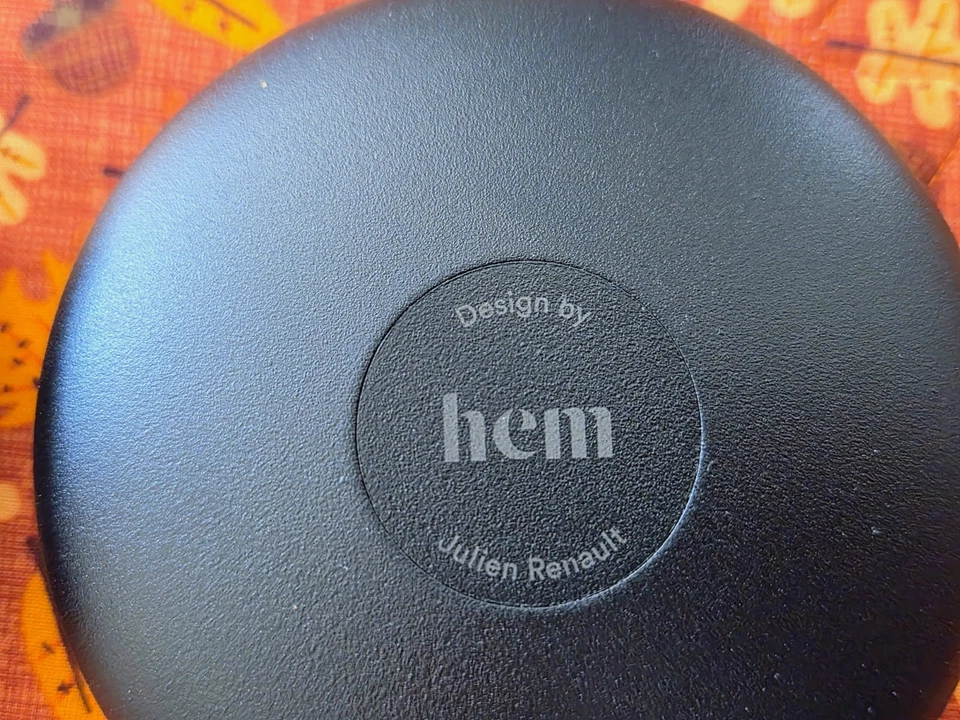 Design by
hem
Julien Renault